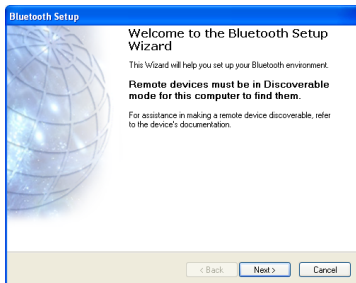 Bluetooth Setup
Welcome to the Bluetooth Setup
Wizard
This Wizard will help you set up your Bluetooth environment.
Remote devices must be in Discoverable
mode for this computer to find them.
For assistance in making a remote device discoverable, refer
to the device's documentation.
< Back Next > Cancel